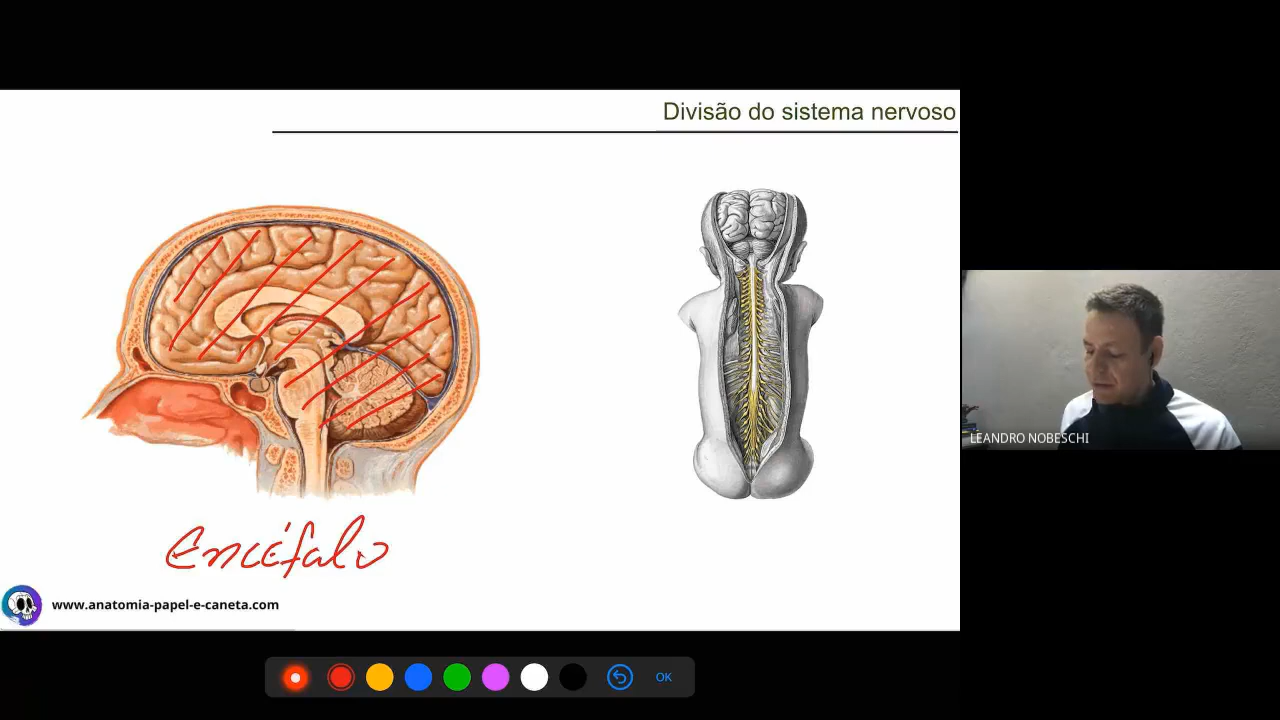 Divisão do sistema nervoso
Encéfalo
www.anatomia-papel-e-caneta.com
LEANDRO NOBESCHI
OK